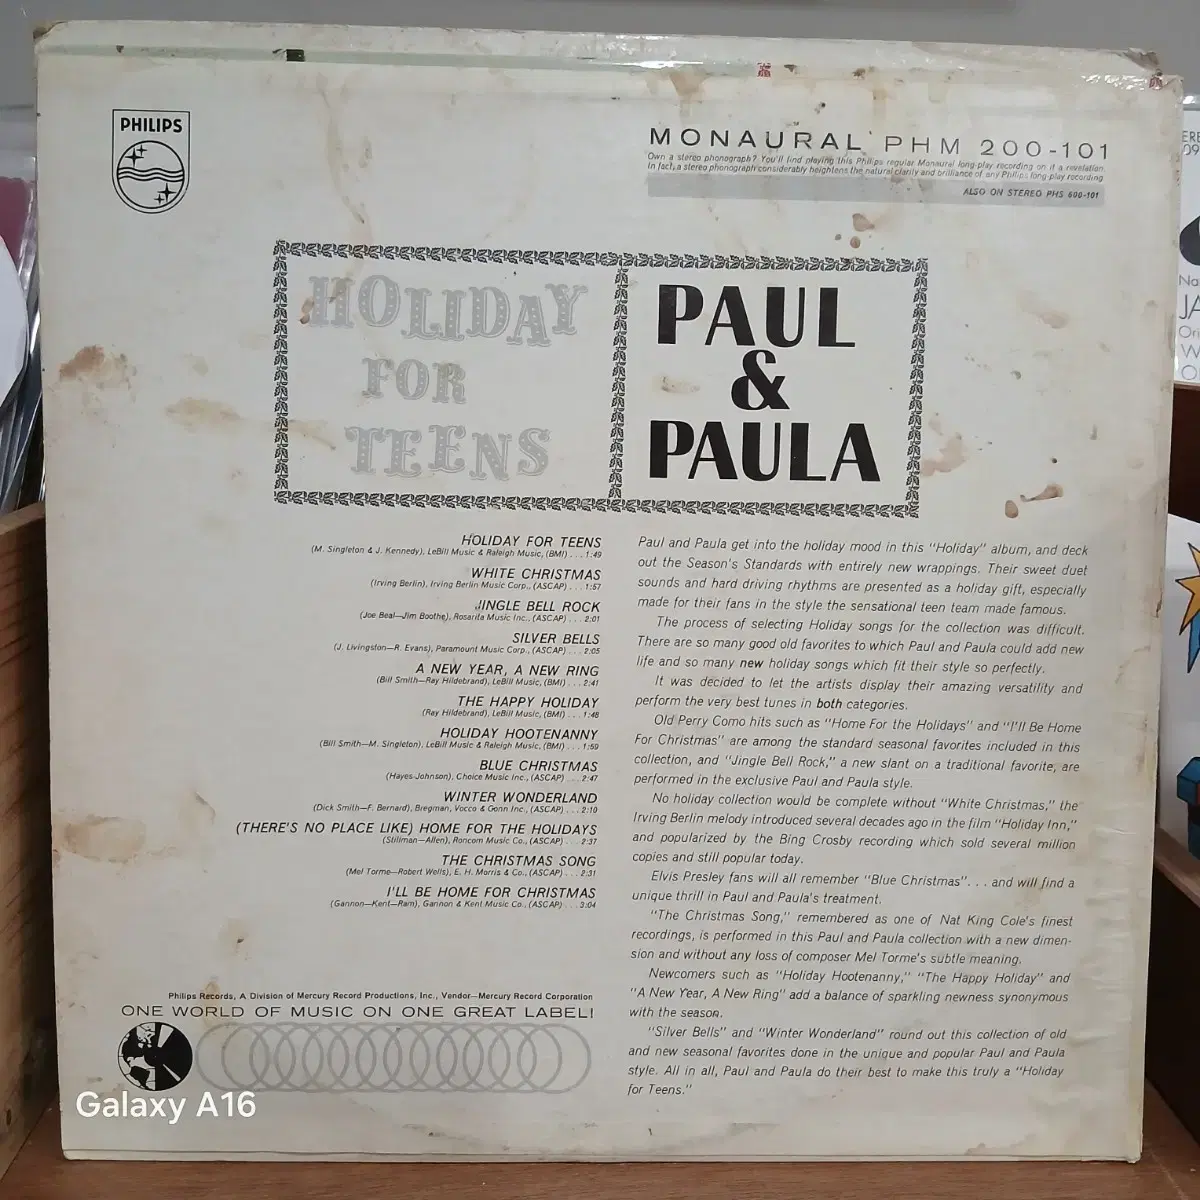 PHILIPS
MONAURAL PHM 200-101
Own a stereo phonograph? You'll find playing this Philips regular Monaural long-play recording on it a revelation.
In fact, a stereo phonograph considerably heightens the natural clarity and brilliance of any Philips long-play recording
ALSO ON STEREO PHS 600-101
HOLIDAY
FOR
TEENS
PAUL
&
PAULA
HOLIDAY FOR TEENS
(M. Singleton & J. Kennedy), LeBill Music & Raleigh Music, (BMI) . . . 1:49
WHITE CHRISTMAS
(Irving Berlin), Irving Berlin Music Corp., (ASCAP) . . . 1:57
JINGLE BELL ROCK
(Joe Beal—Jim Boothe), Rosarita Music Inc., (ASCAP) . . . 2:01
SILVER BELLS
(J. Livingston—R. Evans), Paramount Music Corp., (ASCAP) . . . 2:05
A NEW YEAR, A NEW RING
(Bill Smith—Ray Hildebrand), LeBill Music, (BMI) . . . 2:41
THE HAPPY HOLIDAY
(Ray Hildebrand), LeBill Music, (BMI) . . . 1:48
HOLIDAY HOOTENANNY
(Bill Smith—M. Singleton), LeBill Music & Raleigh Music, (BMI) . . . 1:59
BLUE CHRISTMAS
(Hayes-Johnson), Choice Music Inc., (ASCAP) . . . 2:47
WINTER WONDERLAND
(Dick Smith—F. Bernard), Bregman, Vocco & Conn Inc., (ASCAP) . . . 2:10
(THERE'S NO PLACE LIKE) HOME FOR THE HOLIDAYS
(Stillman—Allen), Roncom Music Co., (ASCAP) . . . 2:37
THE CHRISTMAS SONG
(Mel Torme—Robert Wells), E. H. Morris & Co., (ASCAP) . . . 2:31
I'LL BE HOME FOR CHRISTMAS
(Gannon—Kent—Ram), Gannon & Kent Music Co., (ASCAP) . . . 3:04
Paul and Paula get into the holiday mood in this "Holiday" album, and deck
out the Season's Standards with entirely new wrappings. Their sweet duet
sounds and hard driving rhythms are presented as a holiday gift, especially
made for their fans in the style the sensational teen team made famous.
The process of selecting Holiday songs for the collection was difficult.
There are so many good old favorites to which Paul and Paula could add new
life and so many new holiday songs which fit their style so perfectly.
It was decided to let the artists display their amazing versatility and
perform the very best tunes in both categories.
Old Perry Como hits such as "Home For the Holidays" and "I'll Be Home
For Christmas" are among the standard seasonal favorites included in this
collection, and "Jingle Bell Rock," a new slant on a traditional favorite, are
performed in the exclusive Paul and Paula style.
No holiday collection would be complete without "White Christmas," the
Irving Berlin melody introduced several decades ago in the film "Holiday Inn,"
and popularized by the Bing Crosby recording which sold several million
copies and still popular today.
Elvis Presley fans will all remember "Blue Christmas". . . and will find a
unique thrill in Paul and Paula's treatment.
"The Christmas Song," remembered as one of Nat King Cole's finest
recordings, is performed in this Paul and Paula collection with a new dimen-
sion and without any loss of composer Mel Torme's subtle meaning.
Newcomers such as "Holiday Hootenanny," "The Happy Holiday" and
"A New Year, A New Ring" add a balance of sparkling newness synonymous
with the season.
"Silver Bells" and "Winter Wonderland" round out this collection of old
and new seasonal favorites done in the unique and popular Paul and Paula
style. All in all, Paul and Paula do their best to make this truly a "Holiday
for Teens."
Philips Records, A Division of Mercury Record Productions, Inc., Vendor—Mercury Record Corporation
ONE WORLD OF MUSIC ON ONE GREAT LABEL!
Galaxy A16